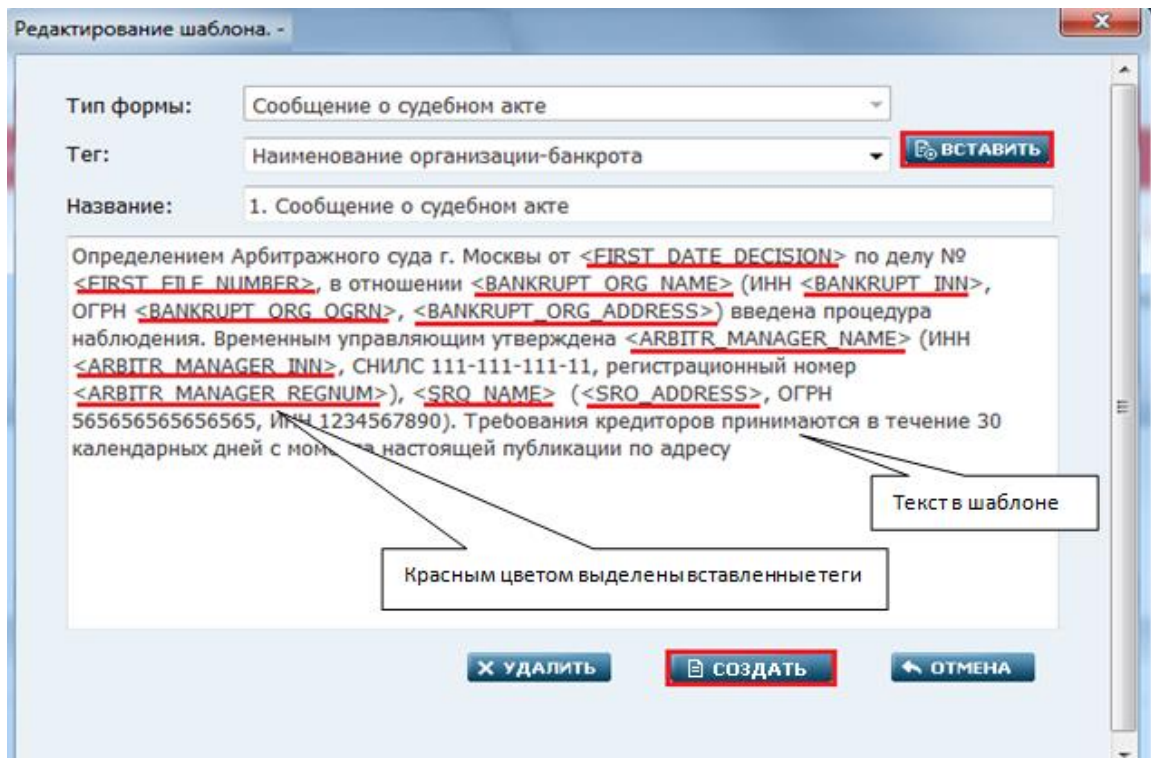 Редактирование шаблона. -
Тип формы: Сообщение о судебном акте
Тег: Наименование организации-банкрота ВСТАВИТЬ
Название: 1. Сообщение о судебном акте
Определением Арбитражного суда г. Москвы от <FIRST_DATE_DECISION> по делу №
<FIRST_FILE_NUMBER>, в отношении <BANKRUPT_ORG_NAME> (ИНН <BANKRUPT_INN>,
ОГРН <BANKRUPT_ORG_OGRN>, <BANKRUPT_ORG_ADDRESS>) введена процедура
наблюдения. Временным управляющим утверждена <ARBITR_MANAGER_NAME> (ИНН
<ARBITR_MANAGER_INN>, СНИЛС 111-111-111-11, регистрационный номер
<ARBITR_MANAGER_REGNUM>), <SRO_NAME> (<SRO_ADDRESS>, ОГРН
565656565656565, ИНН 1234567890). Требования кредиторов принимаются в течение 30
календарных дней с момента настоящей публикации по адресу
Текст в шаблоне
Красным цветом выделены вставленные теги
УДАЛИТЬ СОЗДАТЬ ОТМЕНА